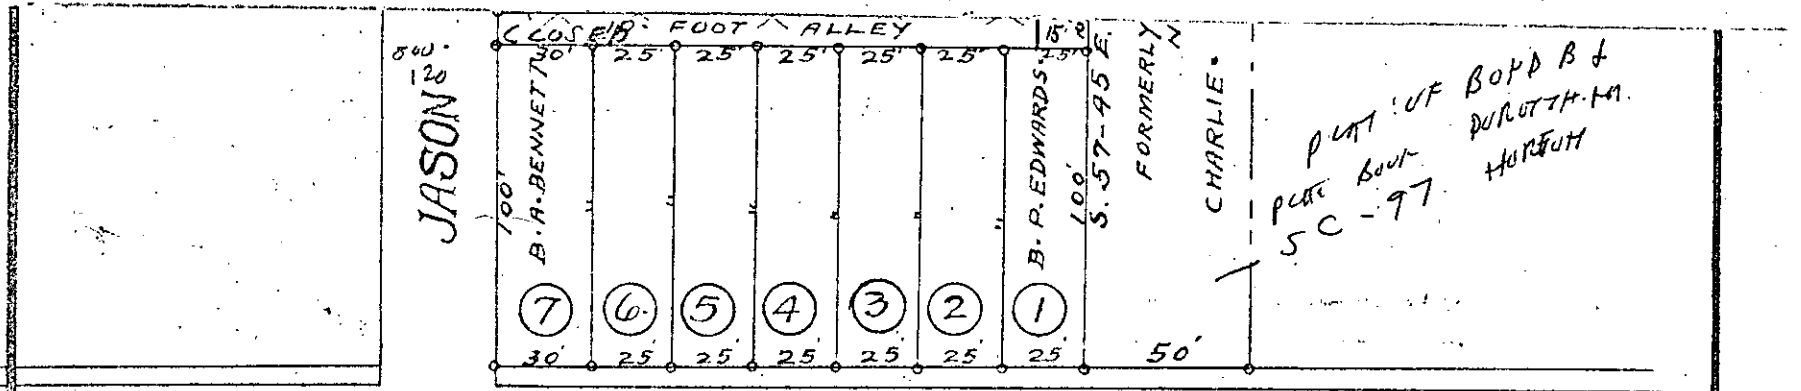 CLOSED FOOT ALLEY
15'
30' 25' 25' 25' 25' 25' 25'
120
JASON
100'
B. A. BENNETT
"
"
"
"
"
"
B. P. EDWARDS.
100'
S. 57-45 E.
FORMERLY
N
CHARLIE.
PLAT OF BOYD B &
DOROTH. M.
HORTON
PLAT BOOK
5C-97
7 6. 5 4 3 2 1
30' 25 25 25 25 25 25' 50'